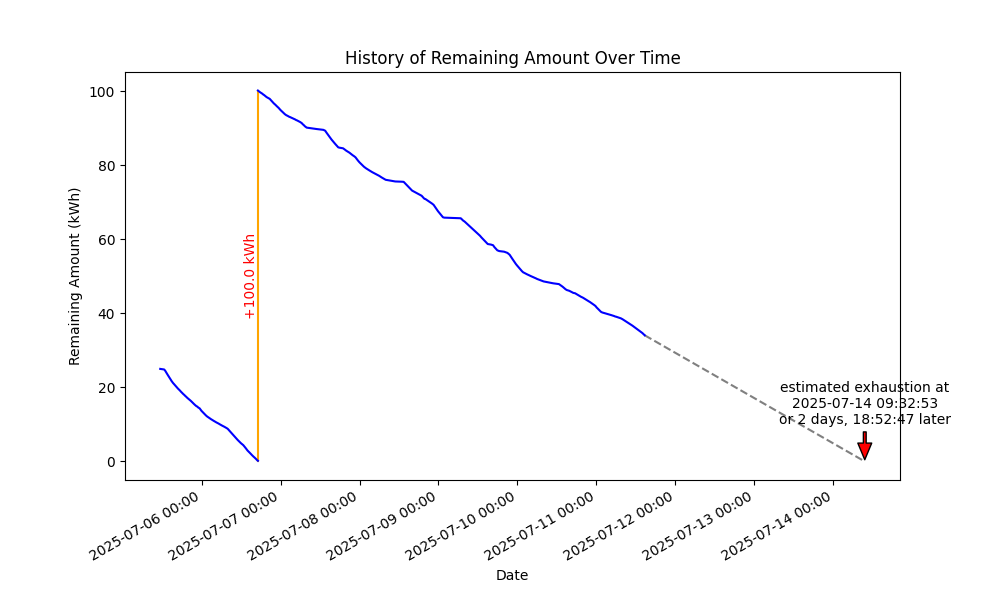 History of Remaining Amount Over Time
100
80
60
40
20
0
Remaining Amount (kWh)
+100.0 kWh
estimated exhaustion at
2025-07-14 09:32:53
or 2 days, 18:52:47 later
2025-07-06 00:00
2025-07-07 00:00
2025-07-08 00:00
2025-07-09 00:00
2025-07-10 00:00
2025-07-11 00:00
2025-07-12 00:00
2025-07-13 00:00
2025-07-14 00:00
Date